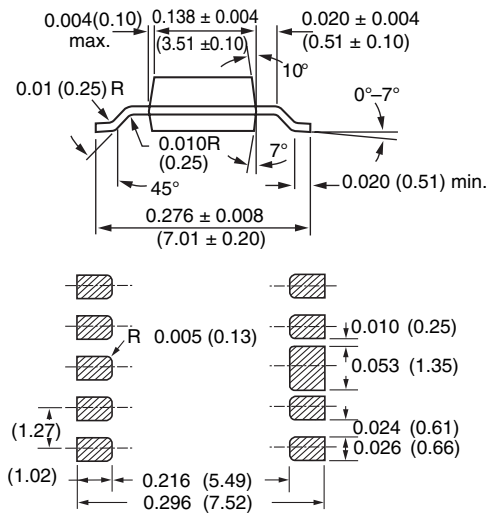 0.004(0.10)
max.
0.138 ± 0.004
(3.51 ±0.10)
0.020 ± 0.004
(0.51 ± 0.10)
10°
0.01 (0.25) R
0°–7°
0.010R
(0.25)
7°
45°
0.020 (0.51) min.
0.276 ± 0.008
(7.01 ± 0.20)
R 0.005 (0.13)
0.010 (0.25)
0.053 (1.35)
(1.27)
0.024 (0.61)
0.026 (0.66)
(1.02)
0.216 (5.49)
0.296 (7.52)